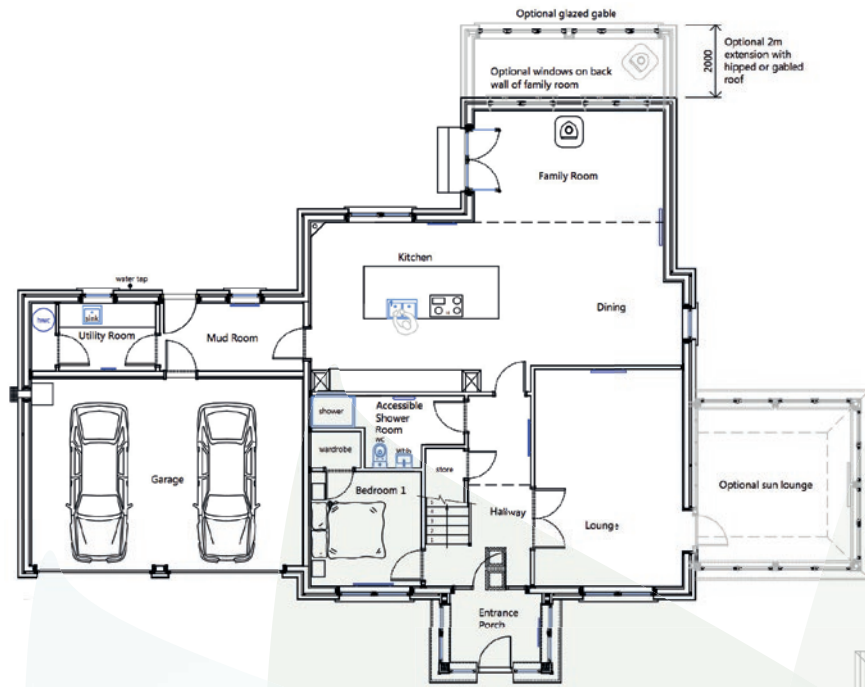 Optional glazed gable
Optional 2m
extension with
hipped or gabled
roof
2000
Optional windows on back
wall of family room
Family Room
Kitchen
Dining
water tap
sink
Utility Room
Mud Room
shower
Accessible
Shower
Room
wc
whb
wardrobe
store
Garage
Bedroom 1
Hallway
Lounge
Optional sun lounge
Entrance
Porch